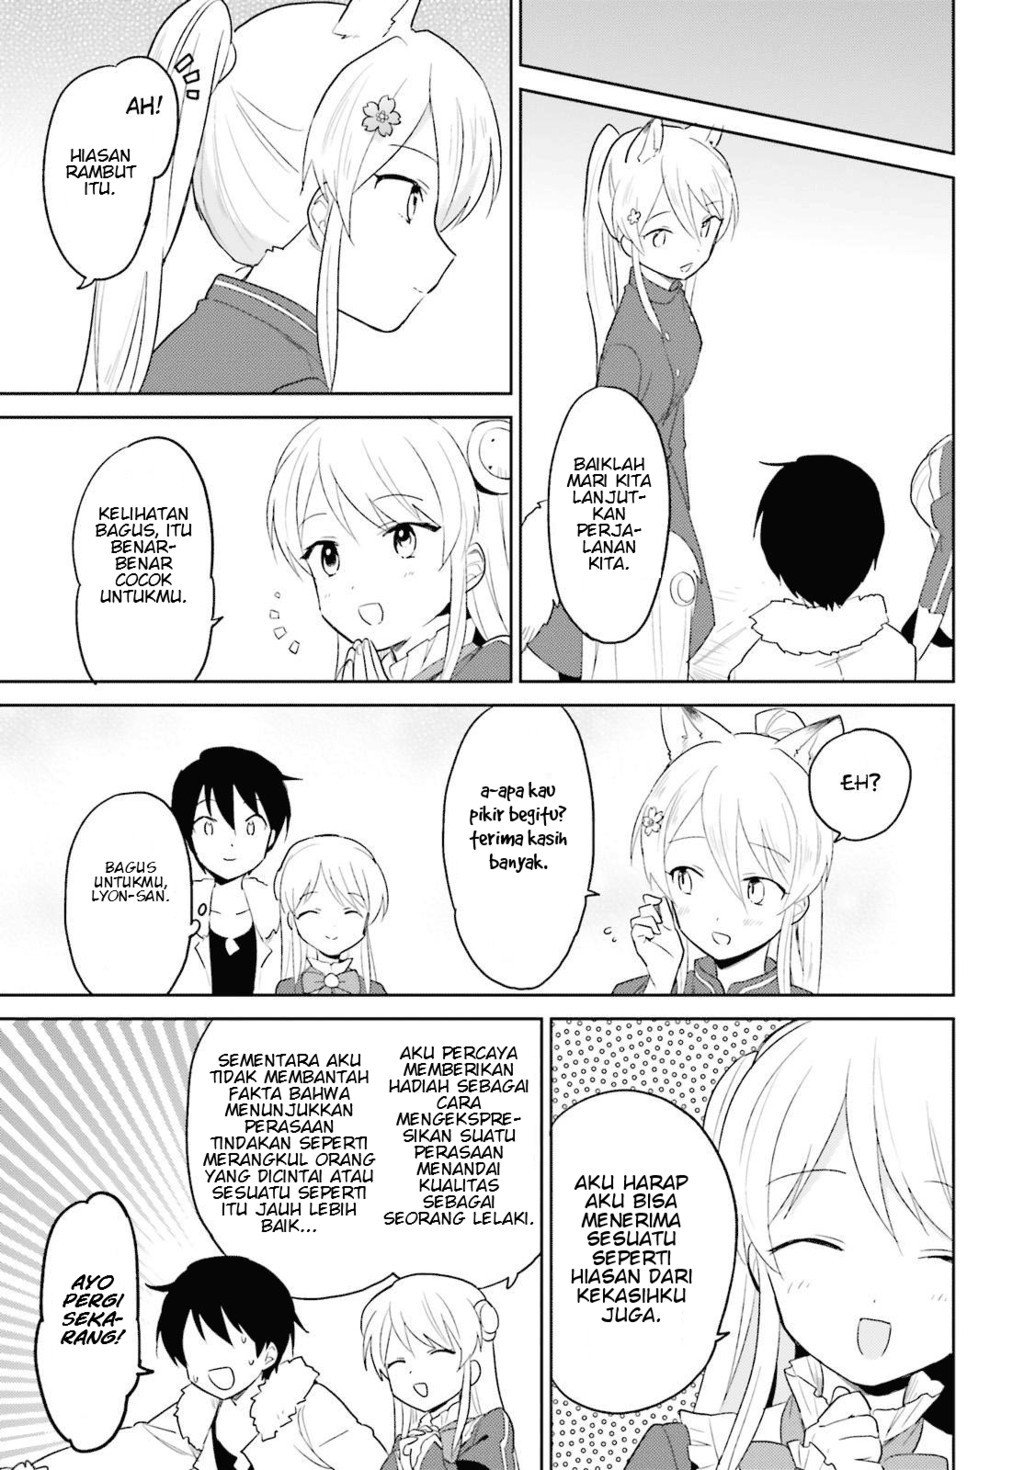 BAIKLAH
MARI KITA
LANJUT-
KAN
PERJA-
LANAN
KITA.
AH!
HIASAN
RAMBUT
ITU.
KELIHATAN
BAGUS, ITU
BENAR-
BENAR
COCOK
UNTUKMU.
EH?
a-apa kau
pikir begitu?
terima kasih
banyak.
BAGUS
UNTUKMU,
LYON-SAN.
AKU HARAP
AKU BISA
MENERIMA
SESUATU
SEPERTI
HIASAN DARI
KEKASIHKU
JUGA.
AKU PERCAYA
MEMBERIKAN
HADIAH SEBAGAI
CARA
MENGEKSPRE-
SIKAN SUATU
PERASAAN
MENANDAI
KUALITAS
SEBAGAI
SEORANG LELAKI.
SEMENTARA AKU
TIDAK MEMBANTAH
FAKTA BAHWA
MENUNJUKKAN
PERASAAN
TINDAKAN SEPERTI
MERANGKUL ORANG
YANG DICINTAI ATAU
SESUATU SEPERTI
ITU JAUH LEBIH
BAIK...
AYO
PERGI
SEKA-
RANG!